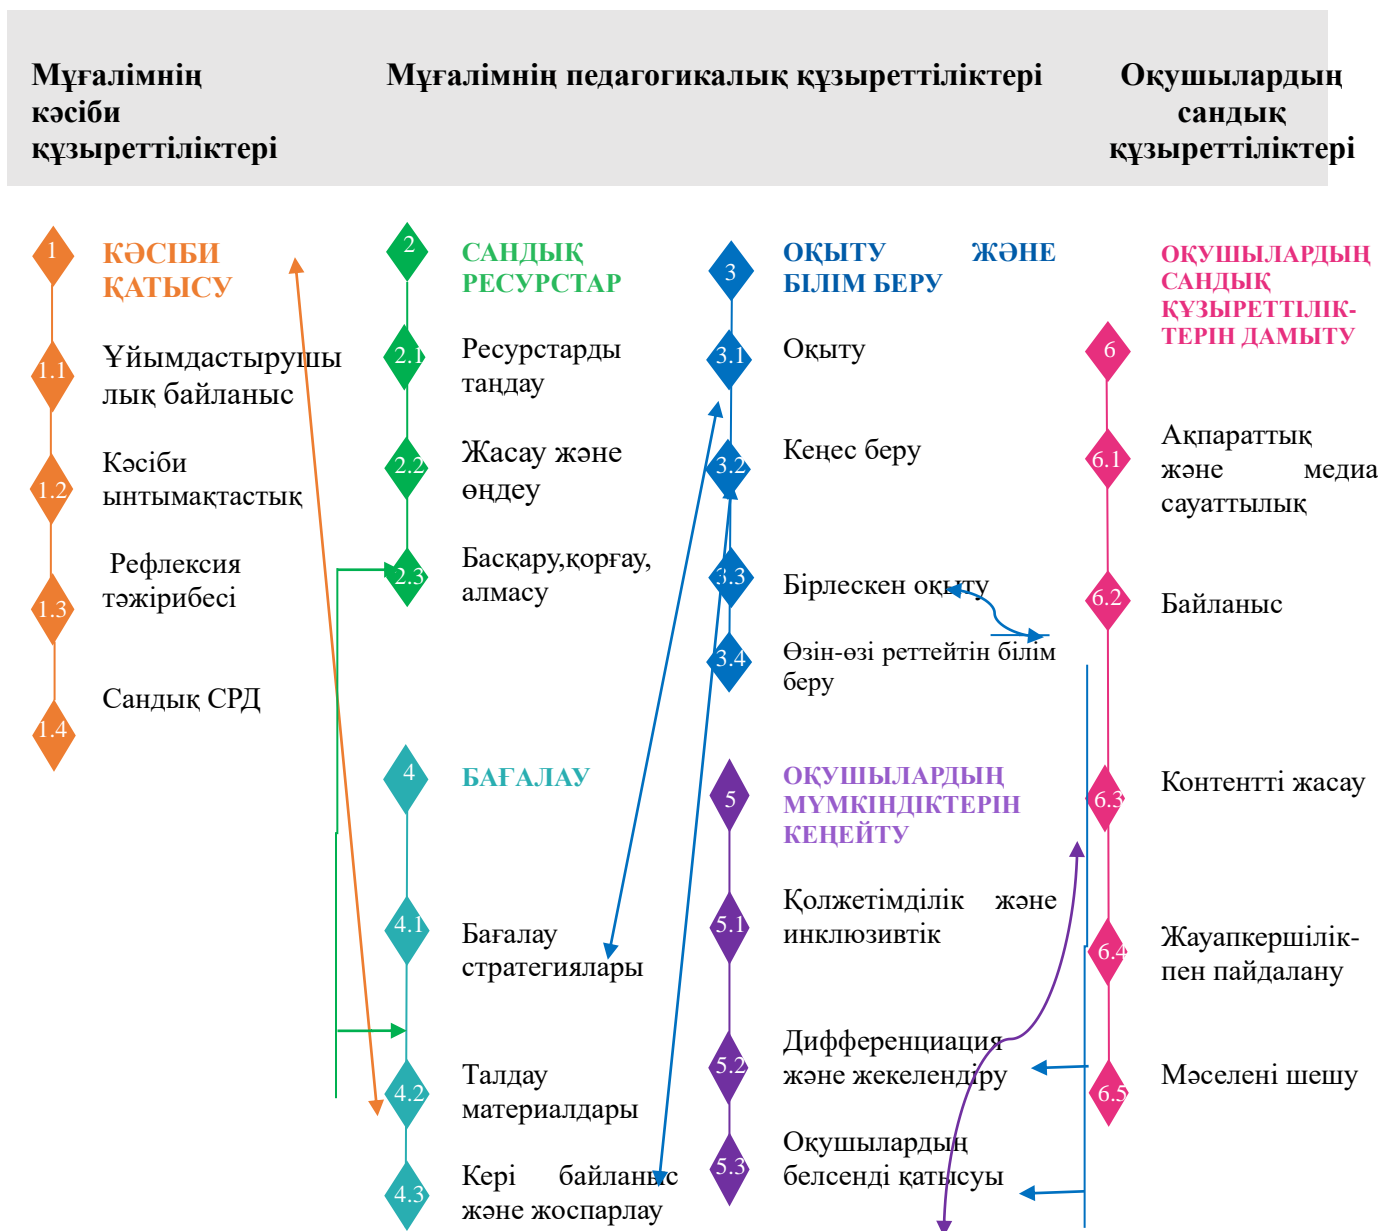 Мұғалімнің
кәсіби
құзыреттіліктері
Мұғалімнің педагогикалық құзыреттіліктері
Оқушылардың
сандық
құзыреттіліктері
1
КӘСІБИ
ҚАТЫСУ
1.1
Ұйымдастырушы
лық байланыс
1.2
Кәсіби
ынтымақтастық
1.3
Рефлексия
тәжірибесі
1.4
Сандық СРД
2
САНДЫҚ
РЕСУРСТАР
2.1
Ресурстарды
таңдау
2.2
Жасау және
өңдеу
2.3
Басқару,қорғау,
алмасу
3
ОҚЫТУ ЖӘНЕ
БІЛІМ БЕРУ
3.1
Оқыту
3.2
Кеңес беру
3.3
Бірлескен оқыту
3.4
Өзін-өзі реттейтін білім
беру
4
БАҒАЛАУ
4.1
Бағалау
стратегиялары
4.2
Талдау
материалдары
4.3
Кері байланыс
және жоспарлау
5
ОҚУШЫЛАРДЫҢ
МҮМКІНДІКТЕРІН
КЕҢЕЙТУ
5.1
Қолжетімділік және
инклюзивтік
5.2
Дифференциация
және жекелендіру
5.3
Оқушылардың
белсенді қатысуы
ОҚУШЫЛАРДЫҢ
САНДЫҚ
ҚҰЗЫРЕТТІЛІК-
ТЕРІН ДАМЫТУ
6
6.1
Ақпараттық
және медиа
сауаттылық
6.2
Байланыс
6.3
Контентті жасау
6.4
Жауапкершілік-
пен пайдалану
6.5
Мәселені шешу